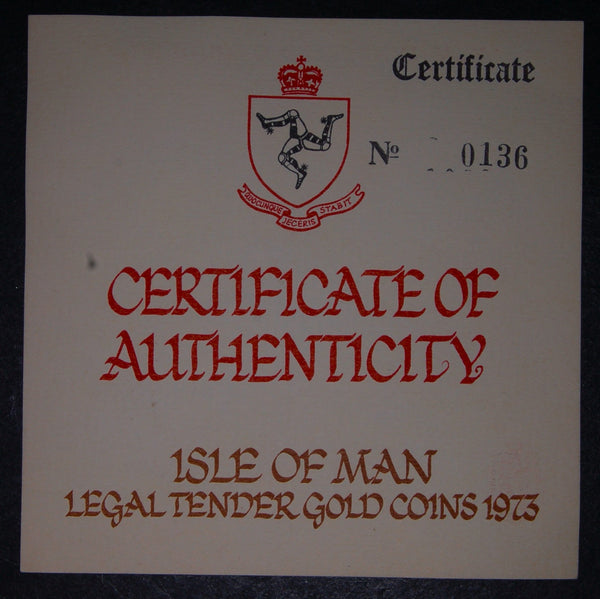 Certificate
Nº 0136
QUOCUNQUE JECERIS STABIT
CERTIFICATE OF
AUTHENTICITY
ISLE OF MAN
LEGAL TENDER GOLD COINS 1973